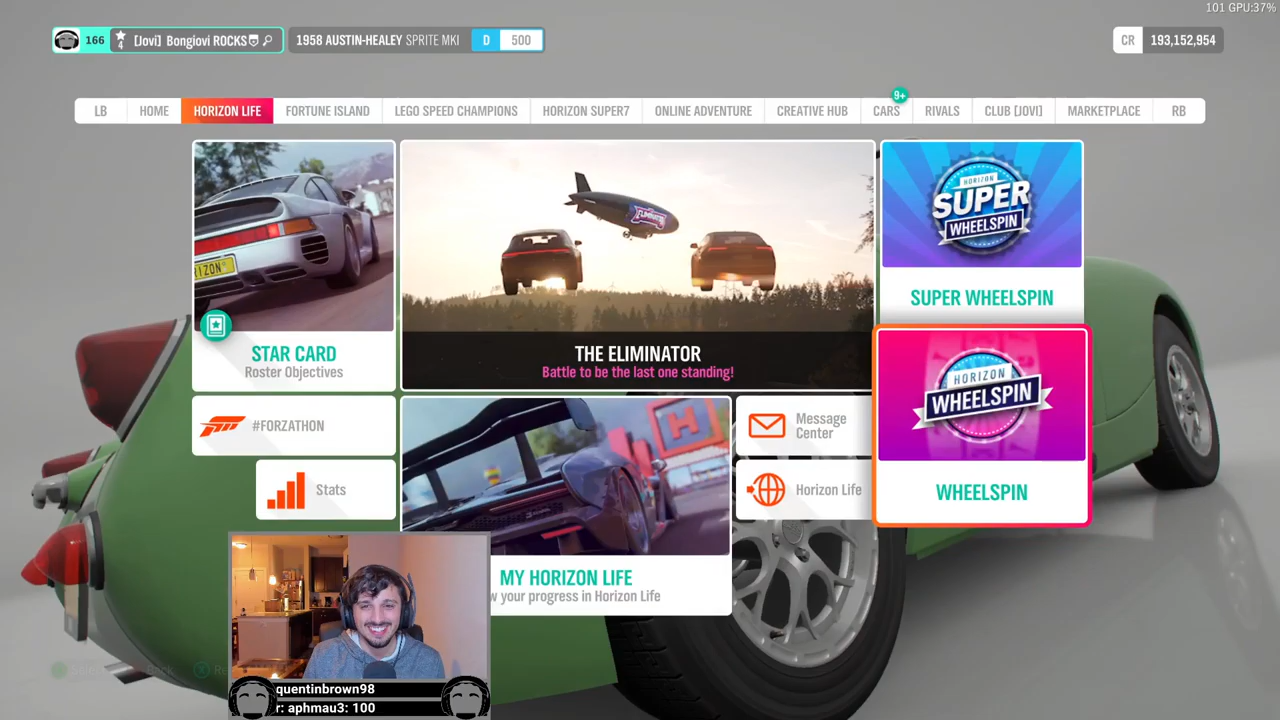 101 GPU:37%
166 4 [Jovi] Bongiovi ROCKS
1958 AUSTIN-HEALEY SPRITE MKI D 500
CR 193,152,954
9+
LB HOME HORIZON LIFE FORTUNE ISLAND LEGO SPEED CHAMPIONS HORIZON SUPER7 ONLINE ADVENTURE CREATIVE HUB CARS RIVALS CLUB [JOVI] MARKETPLACE RB
IZON
STAR CARD
Roster Objectives
ELIMINATOR
THE ELIMINATOR
Battle to be the last one standing!
HORIZON
SUPER
WHEELSPIN
SUPER WHEELSPIN
HORIZON
WHEELSPIN
WHEELSPIN
#FORZATHON
Stats
H
MY HORIZON LIFE
w your progress in Horizon Life
Message
Center
Horizon Life
Back
quentinbrown98
r: aphmau3: 100